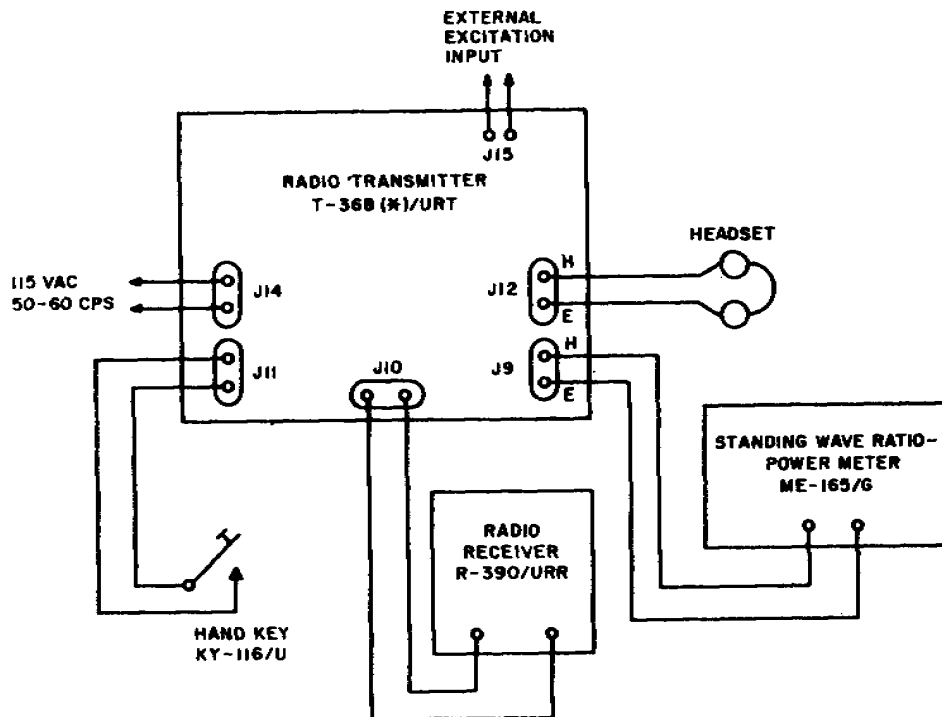 EXTERNAL
EXCITATION
INPUT
J15
RADIO TRANSMITTER
T-368 (*)/URT
115 VAC
50-60 CPS
J14
J12
H
E
HEADSET
J11
J10
J9
H
E
STANDING WAVE RATIO-
POWER METER
ME-165/G
RADIO
RECEIVER
R-390/URR
HAND KEY
KY-116/U